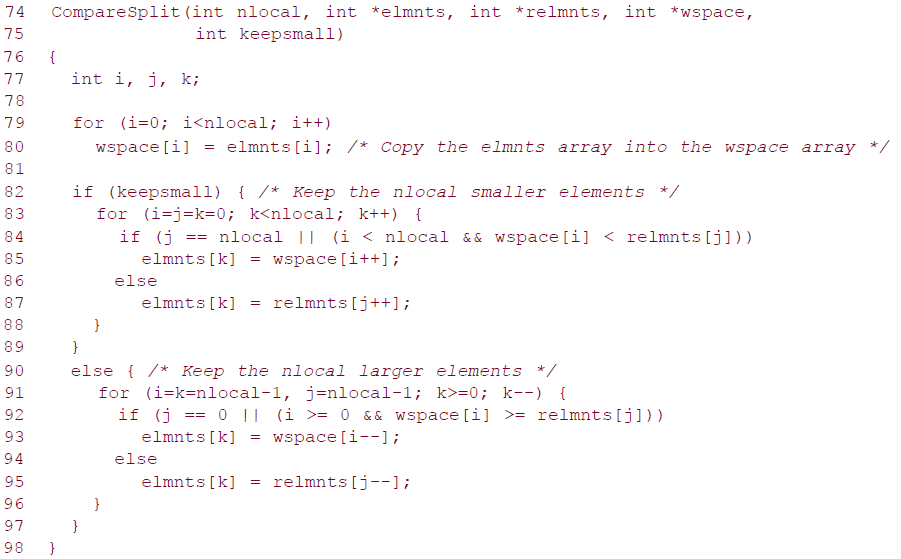 74 CompareSplit(int nlocal, int *elmnts, int *relmnts, int *wspace,
75 int keepsmall)
76 {
77 int i, j, k;
78
79 for (i=0; i<nlocal; i++)
80 wspace[i] = elmnts[i]; /* Copy the elmnts array into the wspace array */
81
82 if (keepsmall) { /* Keep the nlocal smaller elements */
83 for (i=j=k=0; k<nlocal; k++) {
84 if (j == nlocal || (i < nlocal && wspace[i] < relmnts[j]))
85 elmnts[k] = wspace[i++];
86 else
87 elmnts[k] = relmnts[j++];
88 }
89 }
90 else { /* Keep the nlocal larger elements */
91 for (i=k=nlocal-1, j=nlocal-1; k>=0; k--) {
92 if (j == 0 || (i >= 0 && wspace[i] >= relmnts[j]))
93 elmnts[k] = wspace[i--];
94 else
95 elmnts[k] = relmnts[j--];
96 }
97 }
98 }